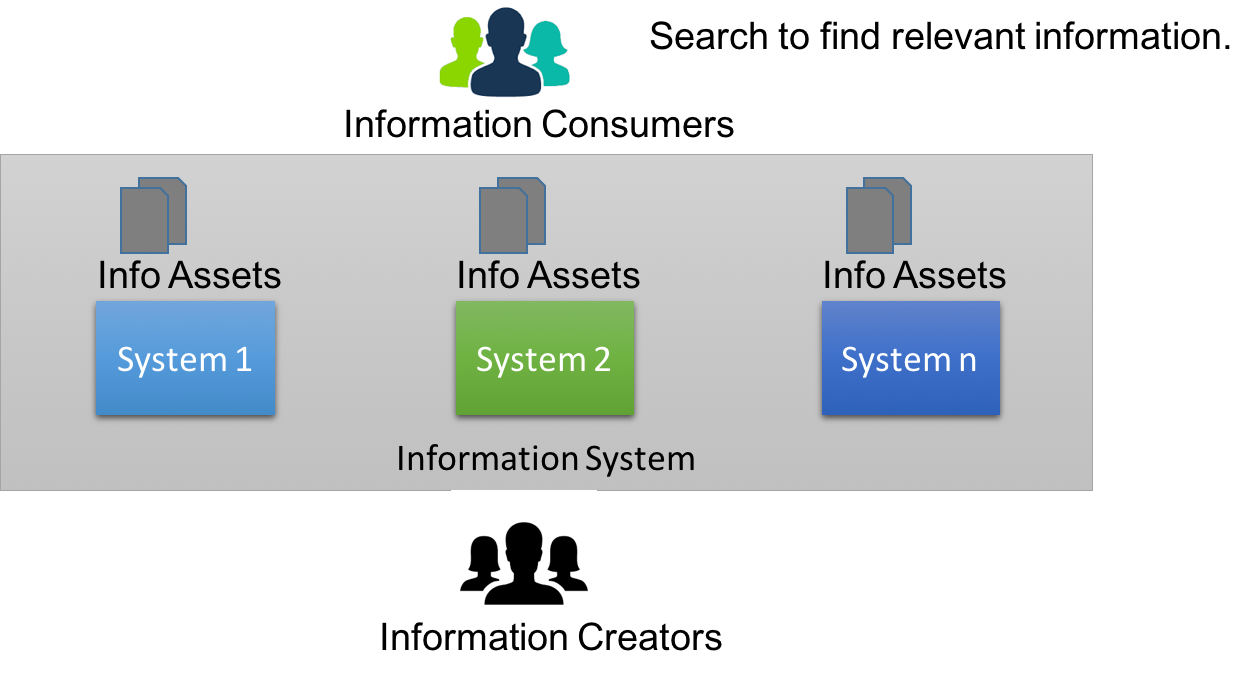 Search to find relevant information.
Information Consumers
Info Assets
Info Assets
Info Assets
System 1
System 2
System n
Information System
Information Creators